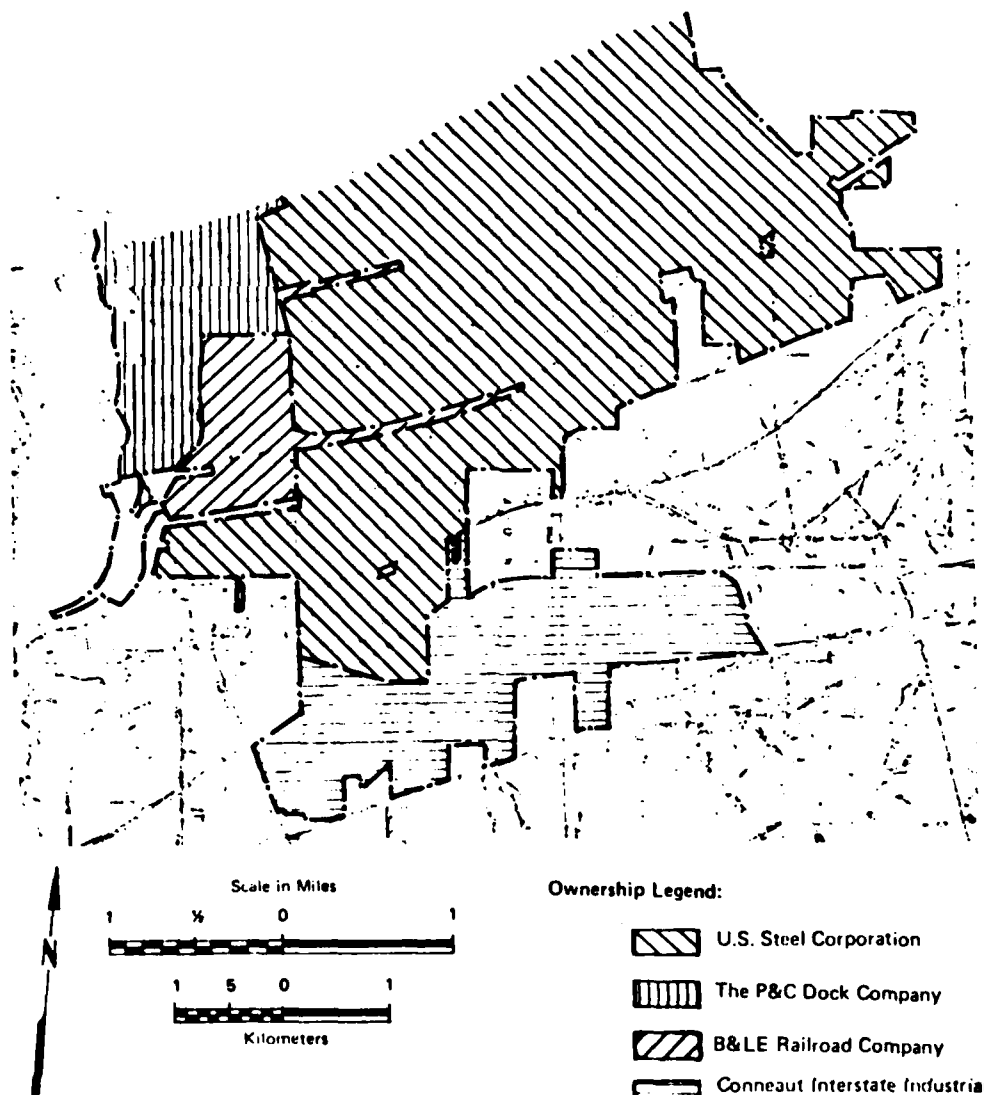 Scale in Miles
1 ½ 0 1
1 5 0 1
Kilometers
N
Ownership Legend:
U.S. Steel Corporation
The P&C Dock Company
B&LE Railroad Company
Conneaut Interstate Industria